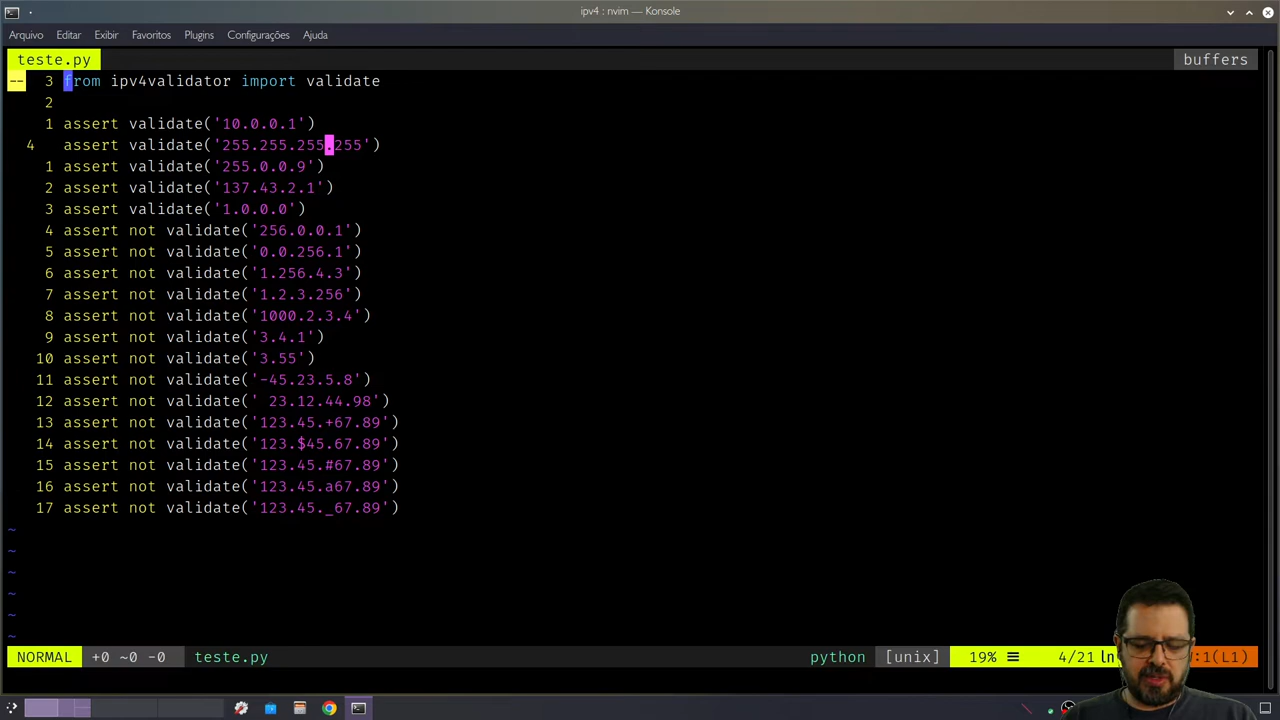 ipv4 : nvim — Konsole
Arquivo Editar Exibir Favoritos Plugins Configurações Ajuda
teste.py buffers
-- 3 from ipv4validator import validate
2
1 assert validate('10.0.0.1')
4 assert validate('255.255.255.255')
1 assert validate('255.0.0.9')
2 assert validate('137.43.2.1')
3 assert validate('1.0.0.0')
4 assert not validate('256.0.0.1')
5 assert not validate('0.0.256.1')
6 assert not validate('1.256.4.3')
7 assert not validate('1.2.3.256')
8 assert not validate('1000.2.3.4')
9 assert not validate('3.4.1')
10 assert not validate('3.55')
11 assert not validate('-45.23.5.8')
12 assert not validate(' 23.12.44.98')
13 assert not validate('123.45.+67.89')
14 assert not validate('123.$45.67.89')
15 assert not validate('123.45.#67.89')
16 assert not validate('123.45.a67.89')
17 assert not validate('123.45._67.89')
~
~
~
~
~
~
NORMAL +0 ~0 -0 teste.py python [unix] 19% ☰ 4/21 ln :1(L1)